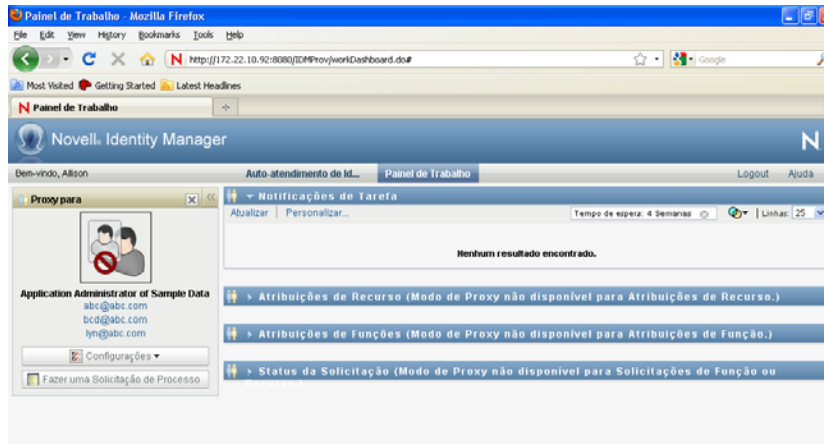 Painel de Trabalho - Mozilla Firefox
File Edit View History Bookmarks Tools Help
http://172.22.10.92:8080/IDMProv/workDashboard.do#
Google
Most Visited Getting Started Latest Headlines
Painel de Trabalho
Novell® Identity Manager
N
Bem-vindo, Allison
Auto-atendimento de Id...
Painel de Trabalho
Logout Ajuda
Proxy para
Notificações de Tarefa
Atualizar Personalizar...
Tempo de espera: 4 Semanas
Linhas: 25
Nenhum resultado encontrado.
Application Administrator of Sample Data
abc@abc.com
bcd@abc.com
lyn@abc.com
Configurações
Fazer uma Solicitação de Processo
Atribuições de Recurso (Modo de Proxy não disponível para Atribuições de Recurso.)
Atribuições de Funções (Modo de Proxy não disponível para Atribuições de Função.)
Status da Solicitação (Modo de Proxy não disponível para Solicitações de Função ou
Recurso.)